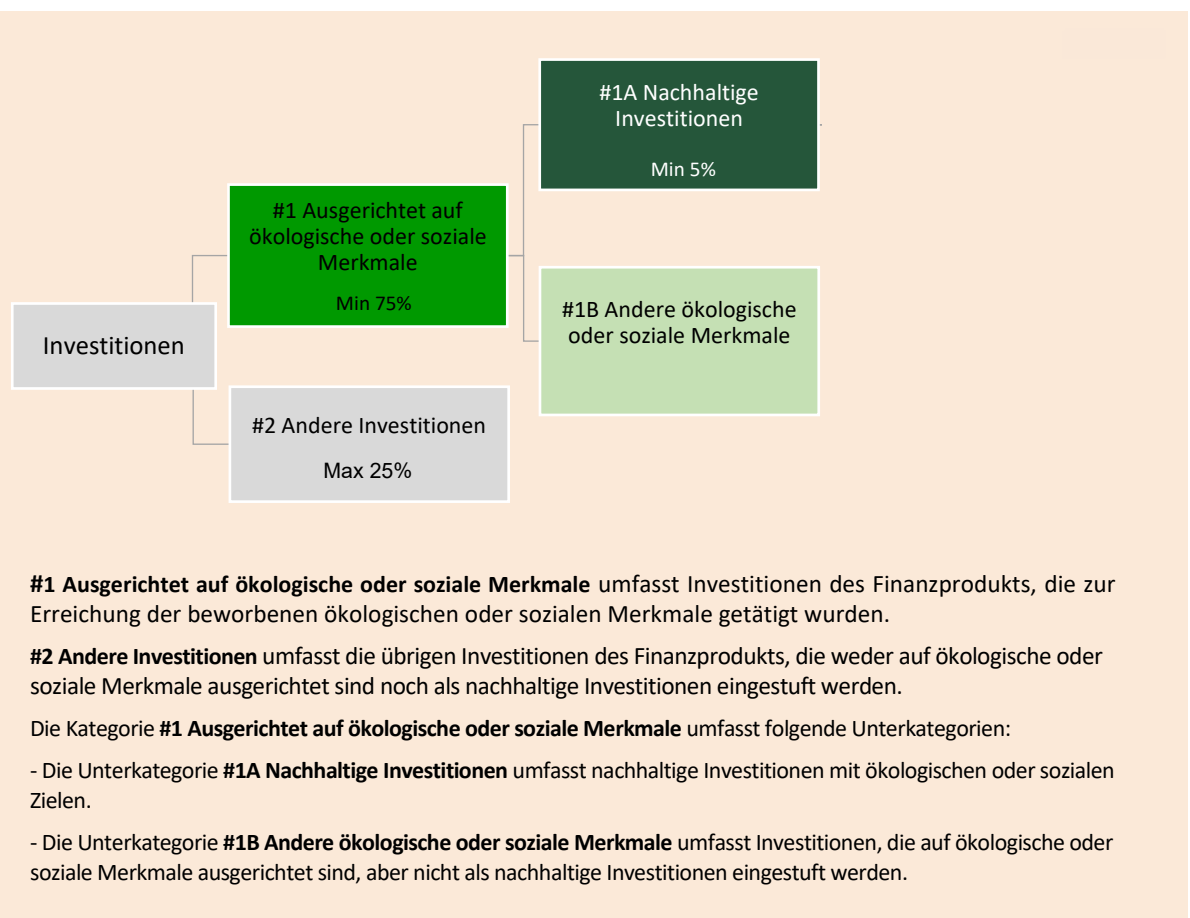 #1A Nachhaltige
Investitionen
Min 5%
#1 Ausgerichtet auf
ökologische oder soziale
Merkmale
Min 75%
#1B Andere ökologische
oder soziale Merkmale
Investitionen
#2 Andere Investitionen
Max 25%
#1 Ausgerichtet auf ökologische oder soziale Merkmale umfasst Investitionen des Finanzprodukts, die zur
Erreichung der beworbenen ökologischen oder sozialen Merkmale getätigt wurden.
#2 Andere Investitionen umfasst die übrigen Investitionen des Finanzprodukts, die weder auf ökologische oder
soziale Merkmale ausgerichtet sind noch als nachhaltige Investitionen eingestuft werden.
Die Kategorie #1 Ausgerichtet auf ökologische oder soziale Merkmale umfasst folgende Unterkategorien:
- Die Unterkategorie #1A Nachhaltige Investitionen umfasst nachhaltige Investitionen mit ökologischen oder sozialen
Zielen.
- Die Unterkategorie #1B Andere ökologische oder soziale Merkmale umfasst Investitionen, die auf ökologische oder
soziale Merkmale ausgerichtet sind, aber nicht als nachhaltige Investitionen eingestuft werden.